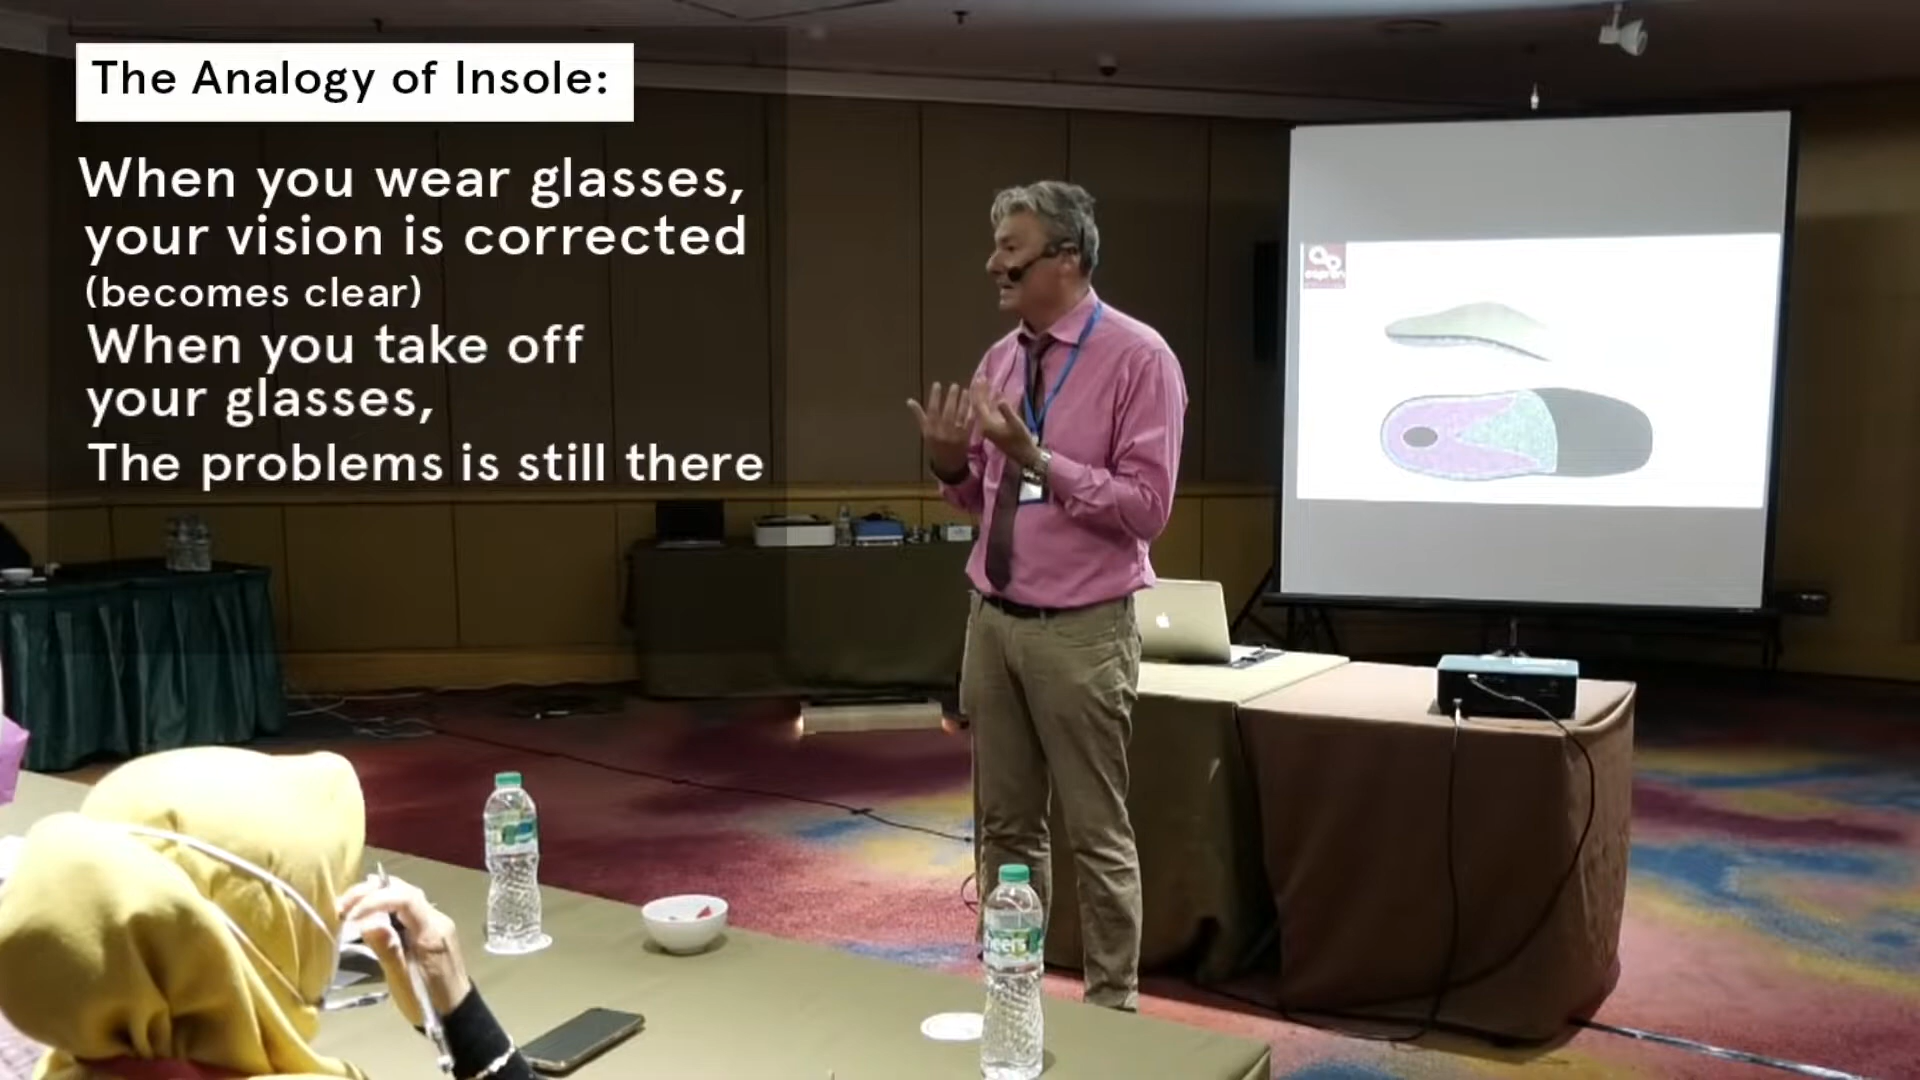 The Analogy of Insole:
When you wear glasses,
your vision is corrected
(becomes clear)
When you take off
your glasses,
The problems is still there